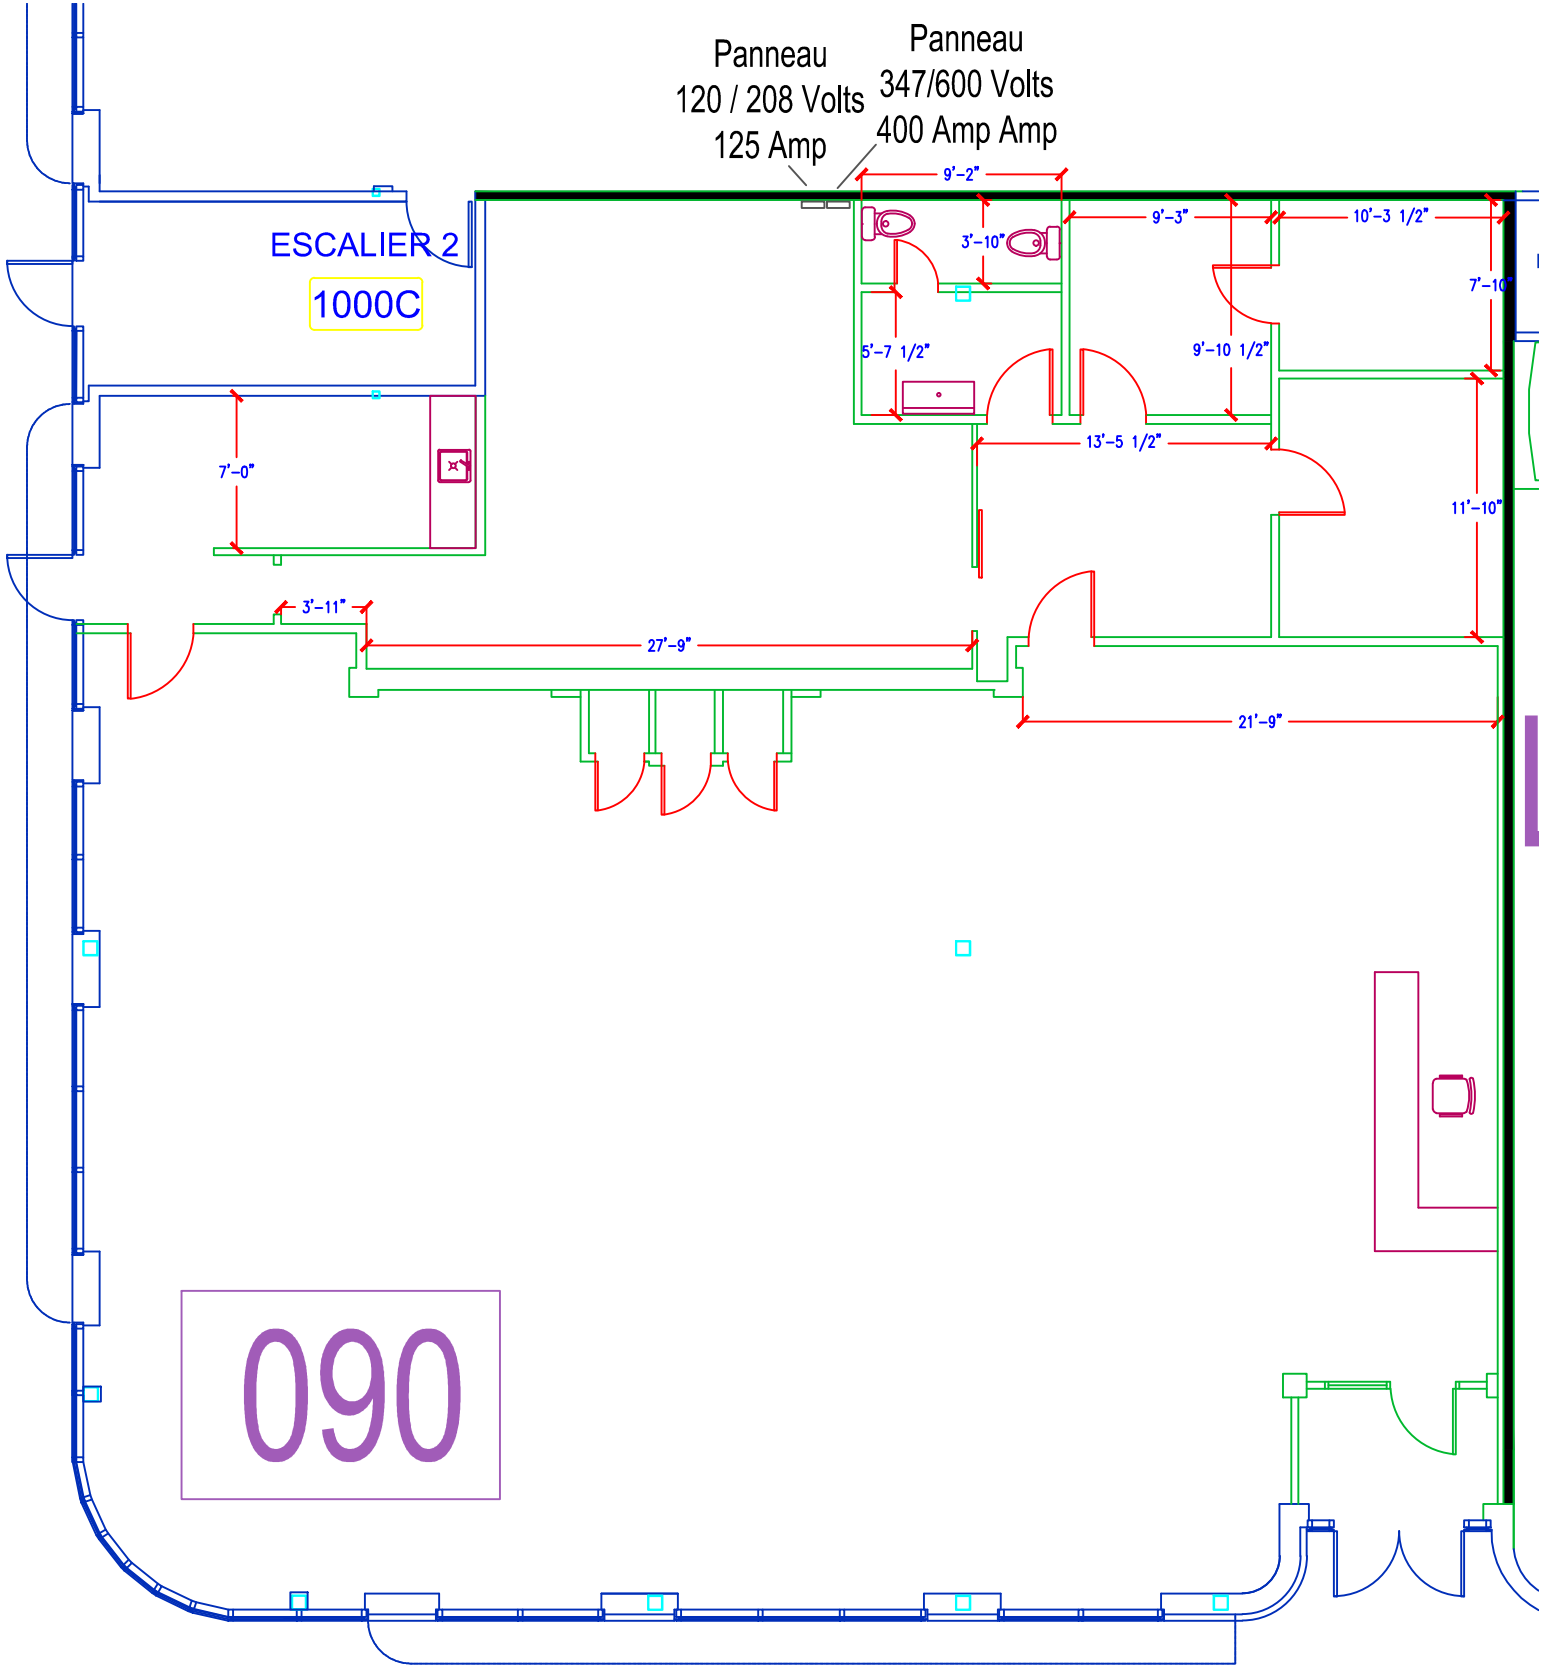 Panneau
120 / 208 Volts
125 Amp
Panneau
347/600 Volts
400 Amp Amp
9'-2"
9'-3"
10'-3 1/2"
3'-10"
ESCALIER 2
1000C
7'-10"
5'-7 1/2"
9'-10 1/2"
13'-5 1/2"
7'-0"
11'-10"
3'-11"
27'-9"
21'-9"
090